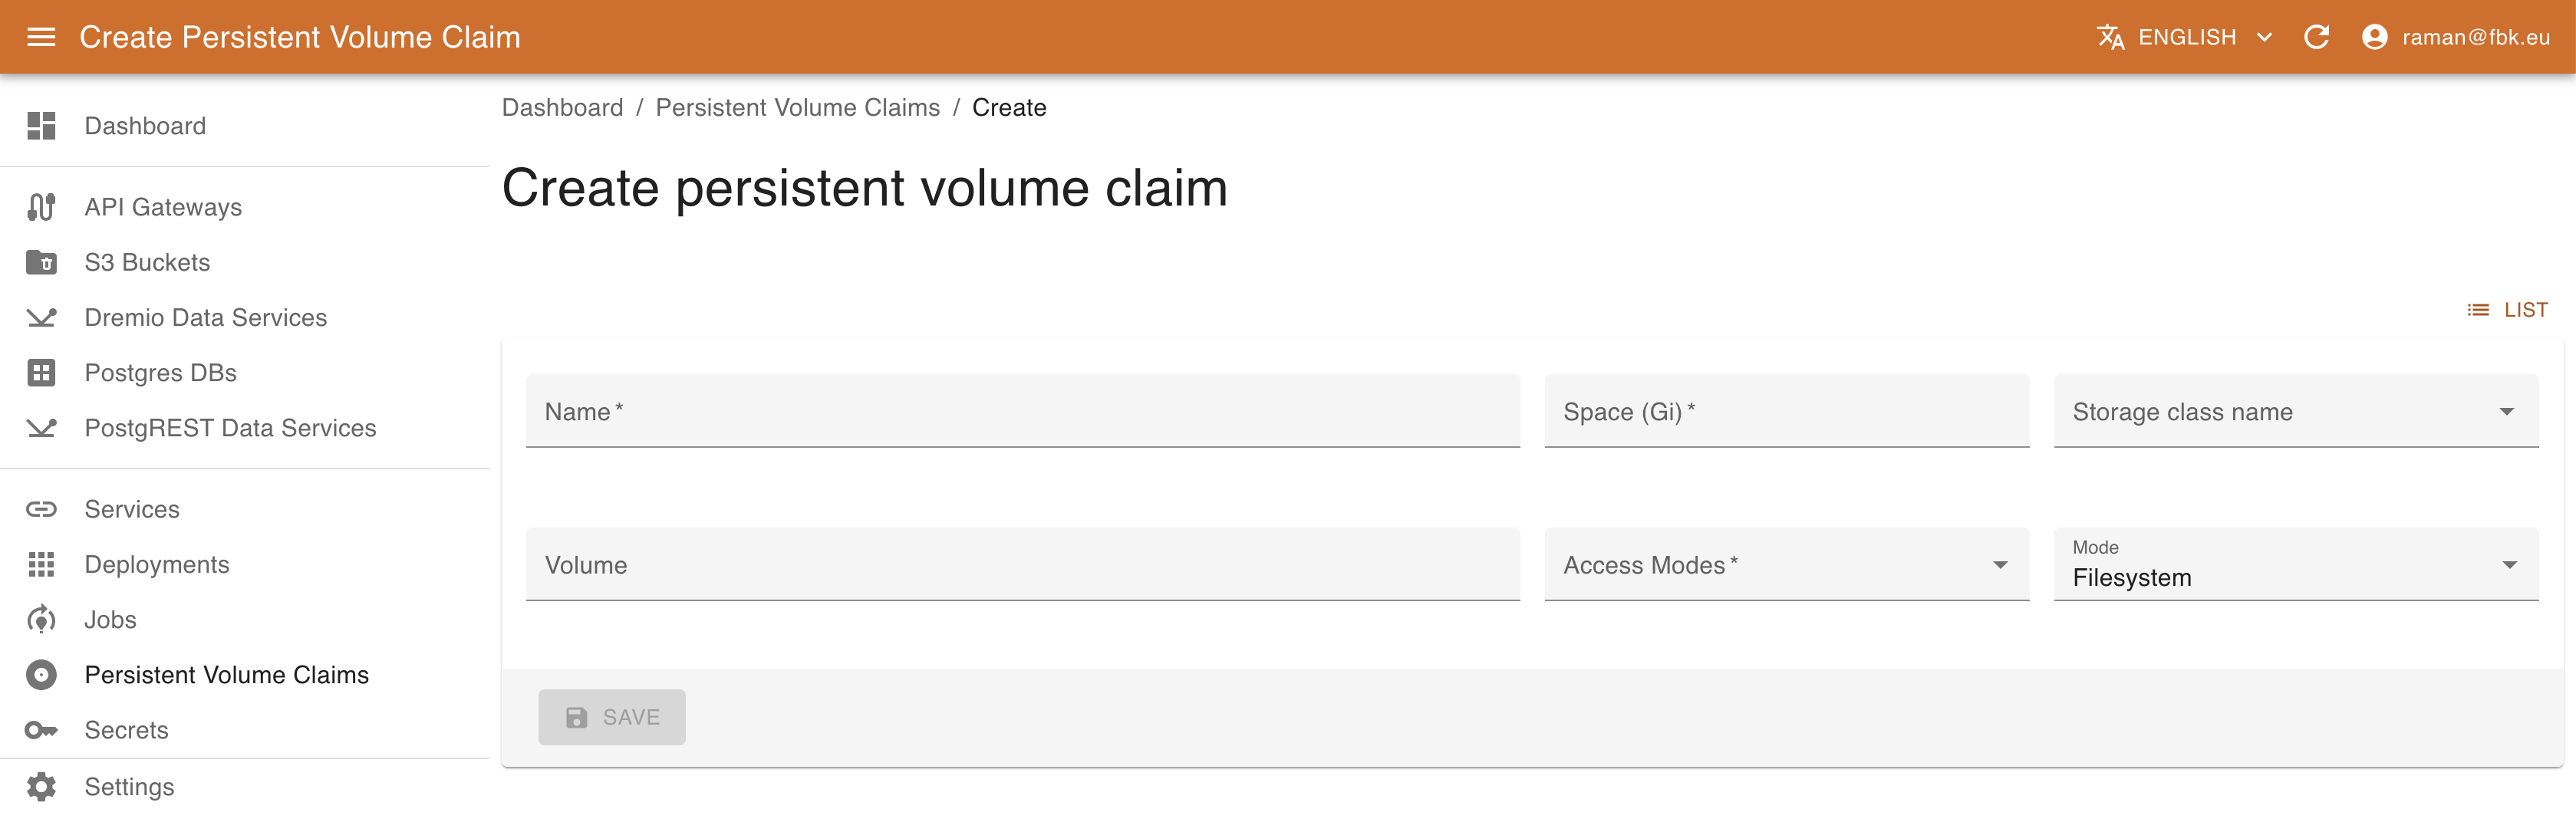 Create Persistent Volume Claim
ENGLISH
raman@fbk.eu
Dashboard
API Gateways
S3 Buckets
Dremio Data Services
Postgres DBs
PostgREST Data Services
Services
Deployments
Jobs
Persistent Volume Claims
Secrets
Settings
Dashboard / Persistent Volume Claims / Create
Create persistent volume claim
LIST
Name *
Space (Gi) *
Storage class name
Volume
Access Modes *
Mode
Filesystem
SAVE